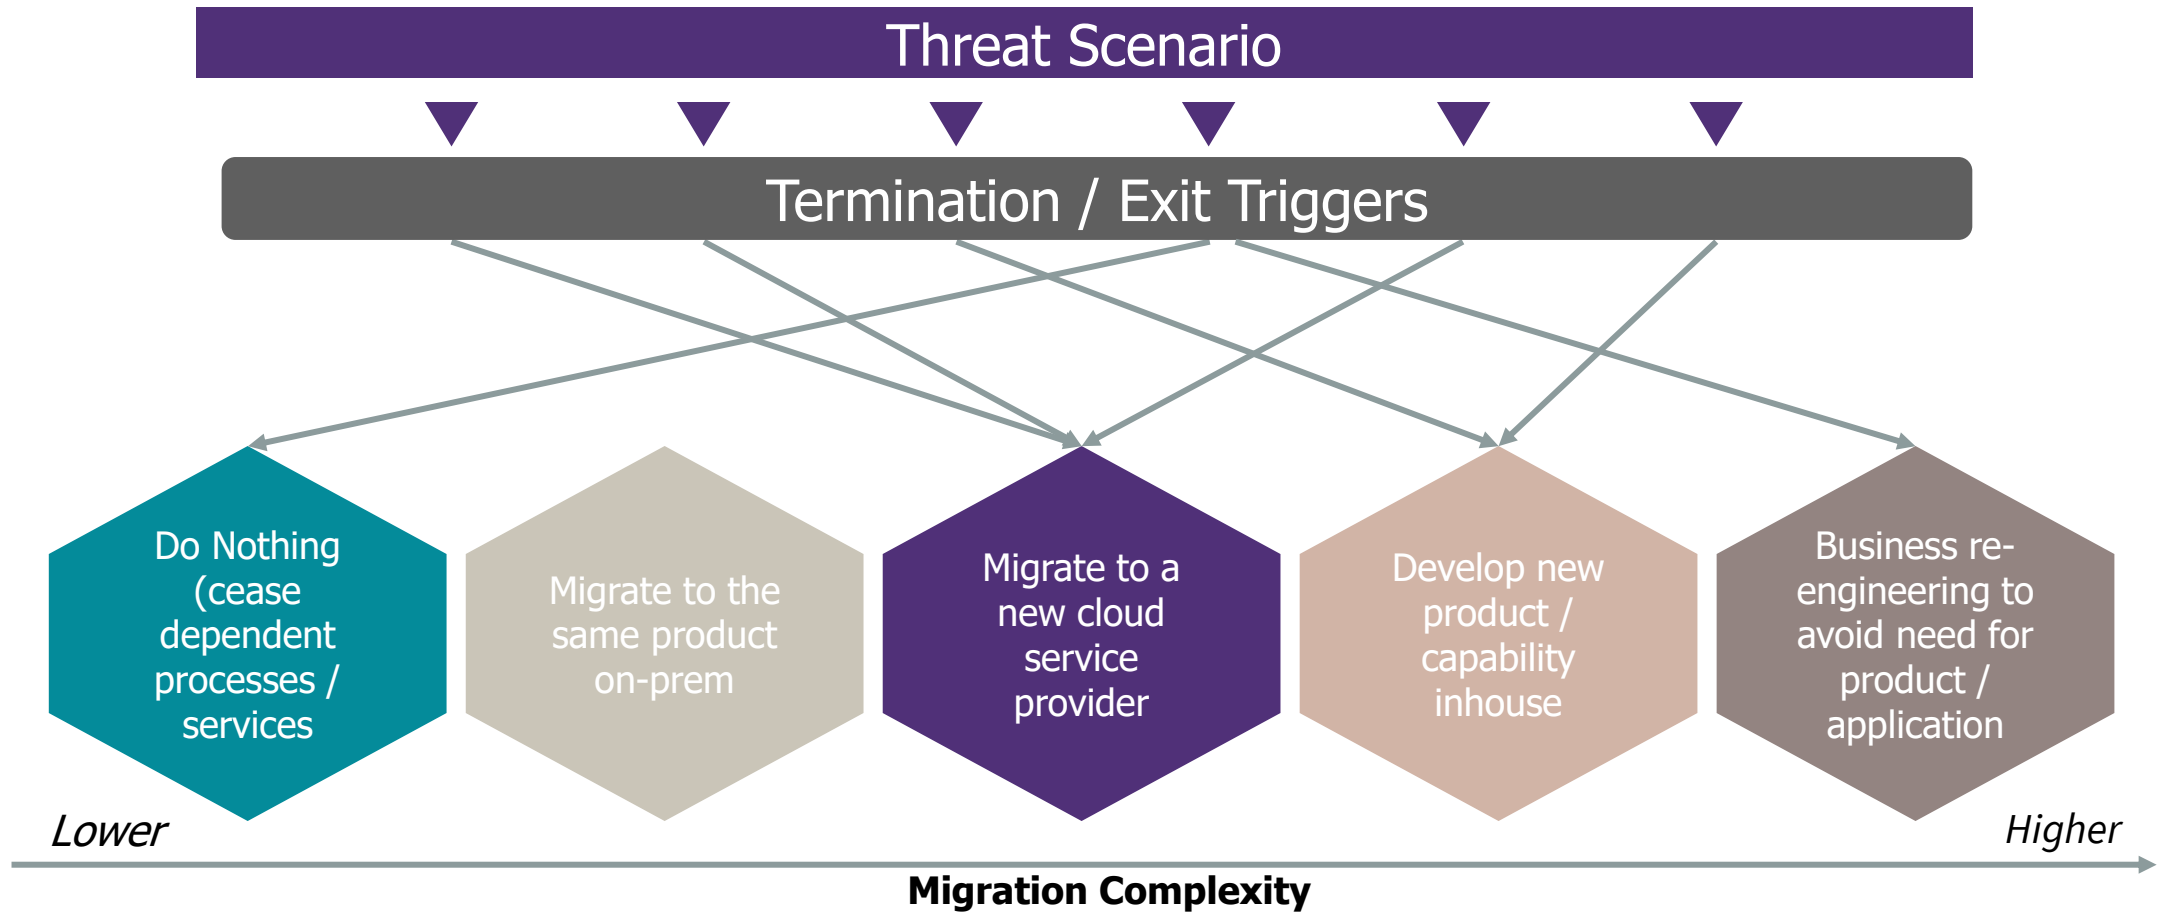 Threat Scenario
Termination / Exit Triggers
Do Nothing
(cease
dependent
processes /
services
Migrate to the
same product
on-prem
Migrate to a
new cloud
service
provider
Develop new
product /
capability
inhouse
Business re-
engineering to
avoid need for
product /
application
Lower
Higher
Migration Complexity